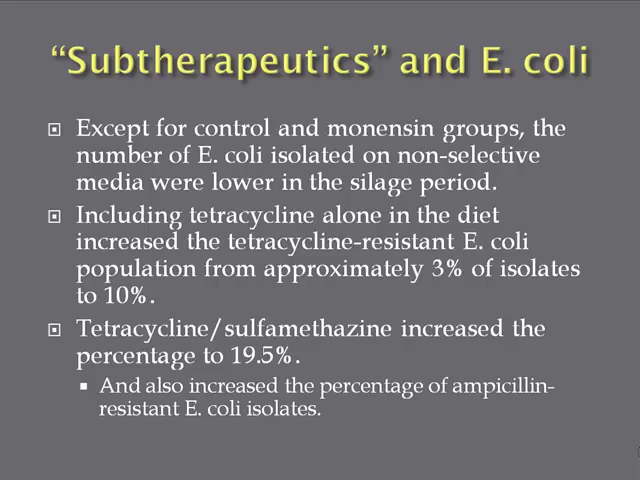 “Subtherapeutics” and E. coli
Except for control and monensin groups, the
number of E. coli isolated on non-selective
media were lower in the silage period.
Including tetracycline alone in the diet
increased the tetracycline-resistant E. coli
population from approximately 3% of isolates
to 10%.
Tetracycline/sulfamethazine increased the
percentage to 19.5%.
And also increased the percentage of ampicillin-
resistant E. coli isolates.